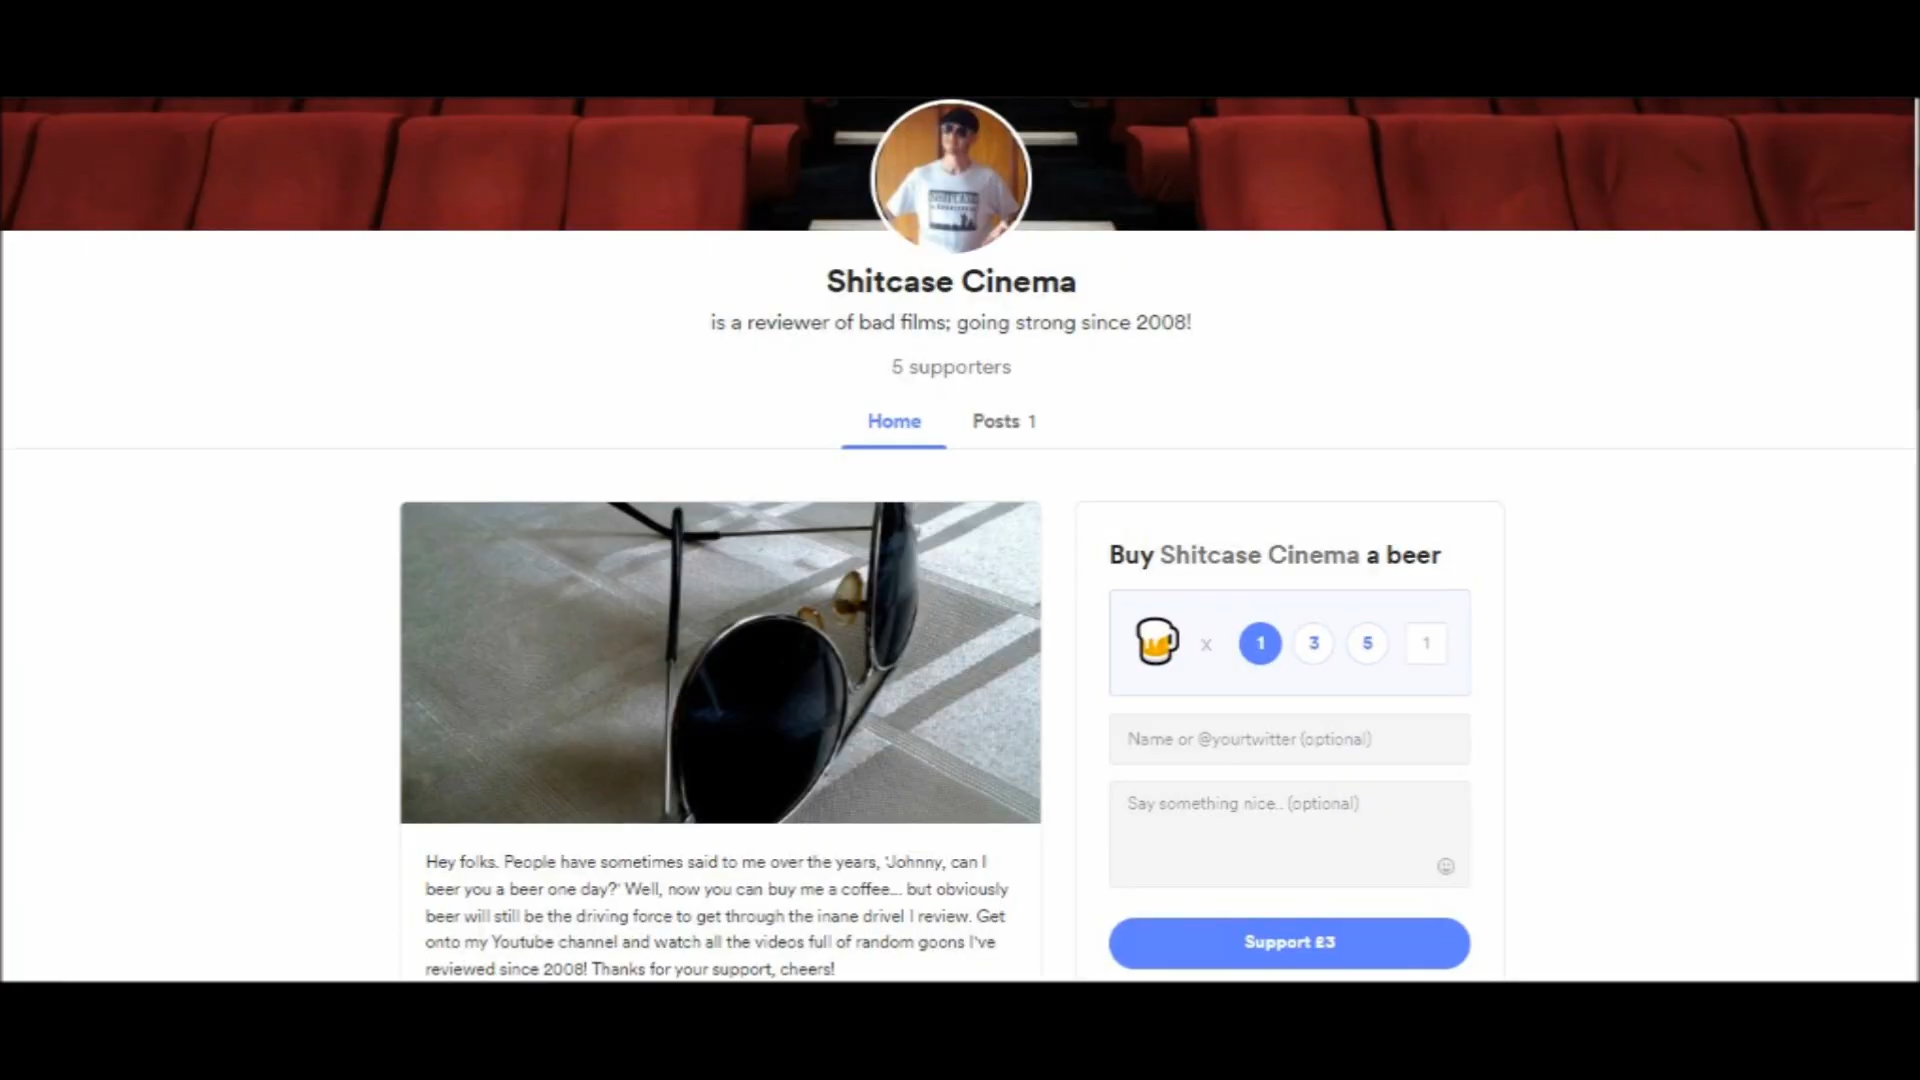 Shitcase Cinema
is a reviewer of bad films; going strong since 2008!
5 supporters
Home
Posts 1
Hey folks. People have sometimes said to me over the years, 'Johnny, can I
beer you a beer one day?' Well, now you can buy me a coffee... but obviously
beer will still be the driving force to get through the inane drivel I review. Get
onto my Youtube channel and watch all the videos full of random goons I've
reviewed since 2008! Thanks for your support, cheers!
Buy Shitcase Cinema a beer
x 1 3 5 1
Name or @yourtwitter (optional)
Say something nice.. (optional)
Support £3